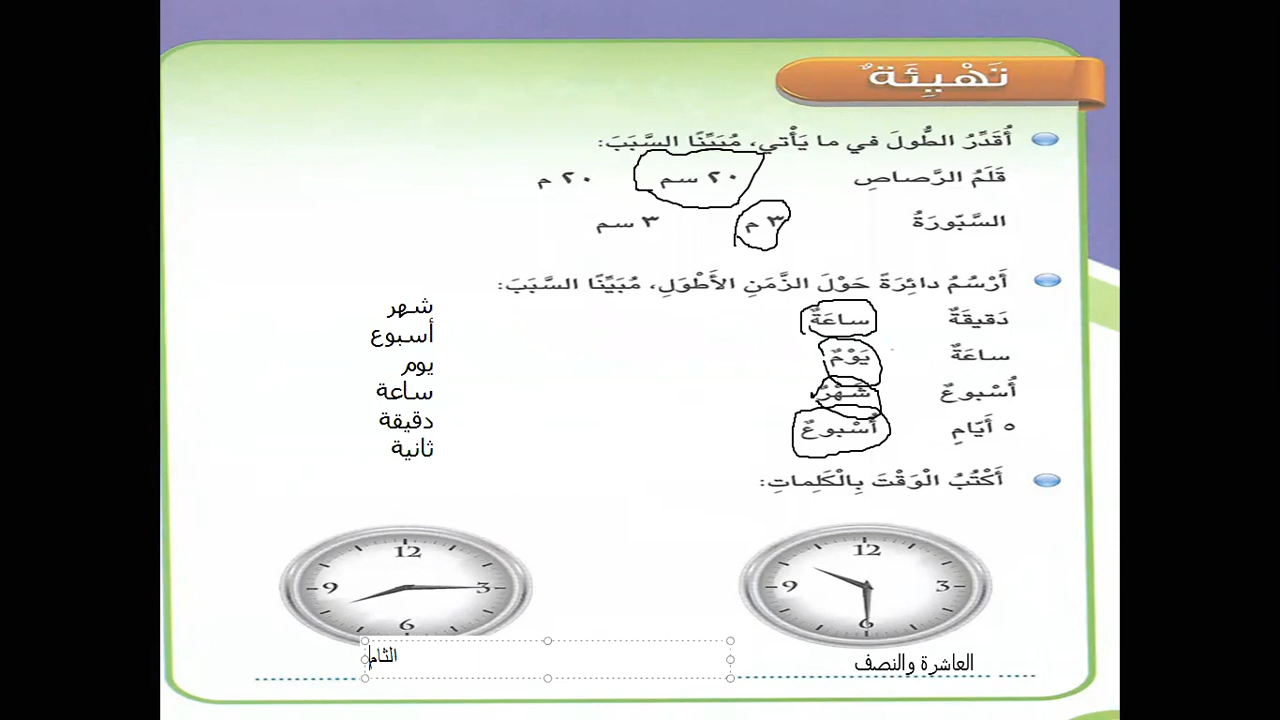 تَهْيِئَةٌ
أُقَدِّرُ الطُّولَ في ما يَأْتي، مُبَيِّنًا السَّبَبَ:
قَلَمُ الرَّصاصِ ٢٠ سم ٢٠ م
السَّبّورَةُ ٣ م ٣ سم
أَرْسُمُ دائِرَةً حَوْلَ الزَّمَنِ الأَطْوَلِ، مُبَيِّنًا السَّبَبَ:
دَقيقَةٌ ساعَةٌ
ساعَةٌ يَوْمٌ
أُسْبوعٌ شَهْرٌ
٥ أَيّامِ أُسْبوعٌ
شهر
أسبوع
يوم
ساعة
دقيقة
ثانية
أَكْتُبُ الْوَقْتَ بِالْكَلِماتِ:
12
3
6
9
12
3
6
9
العاشرة والنصف
الثام